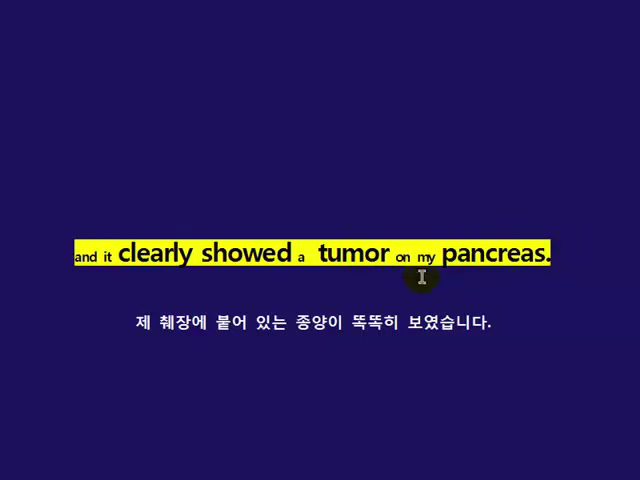 and it clearly showed a tumor on my pancreas.
제 췌장에 붙어 있는 종양이 똑똑히 보였습니다.